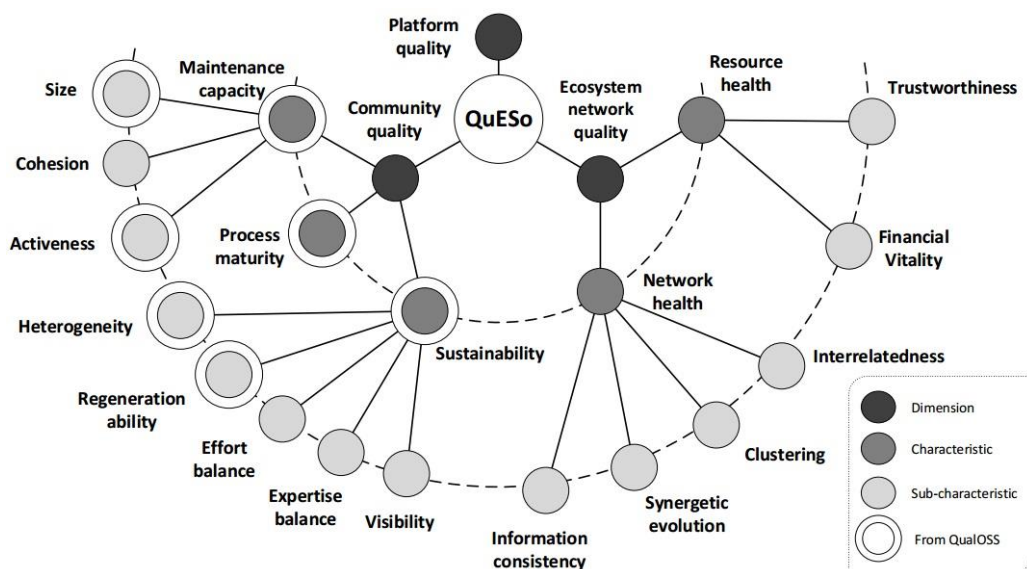 Platform
quality
QuESo
Size
Maintenance
capacity
Community
quality
Ecosystem
network
quality
Resource
health
Trustworthiness
Cohesion
Activeness
Process
maturity
Financial
Vitality
Network
health
Heterogeneity
Sustainability
Interrelatedness
Regeneration
ability
Effort
balance
Expertise
balance
Visibility
Information
consistency
Synergetic
evolution
Clustering
Dimension
Characteristic
Sub-characteristic
From QualOSS